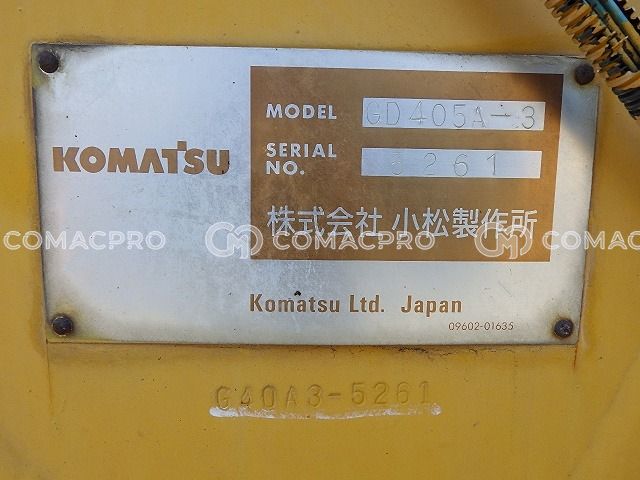 KOMATSU
MODEL GD405A-3
SERIAL NO. 5261
株式会社 小松製作所
Komatsu Ltd. Japan
09602-01635
COMACPRO COMACPRO COMACPRO
G40A3-5261